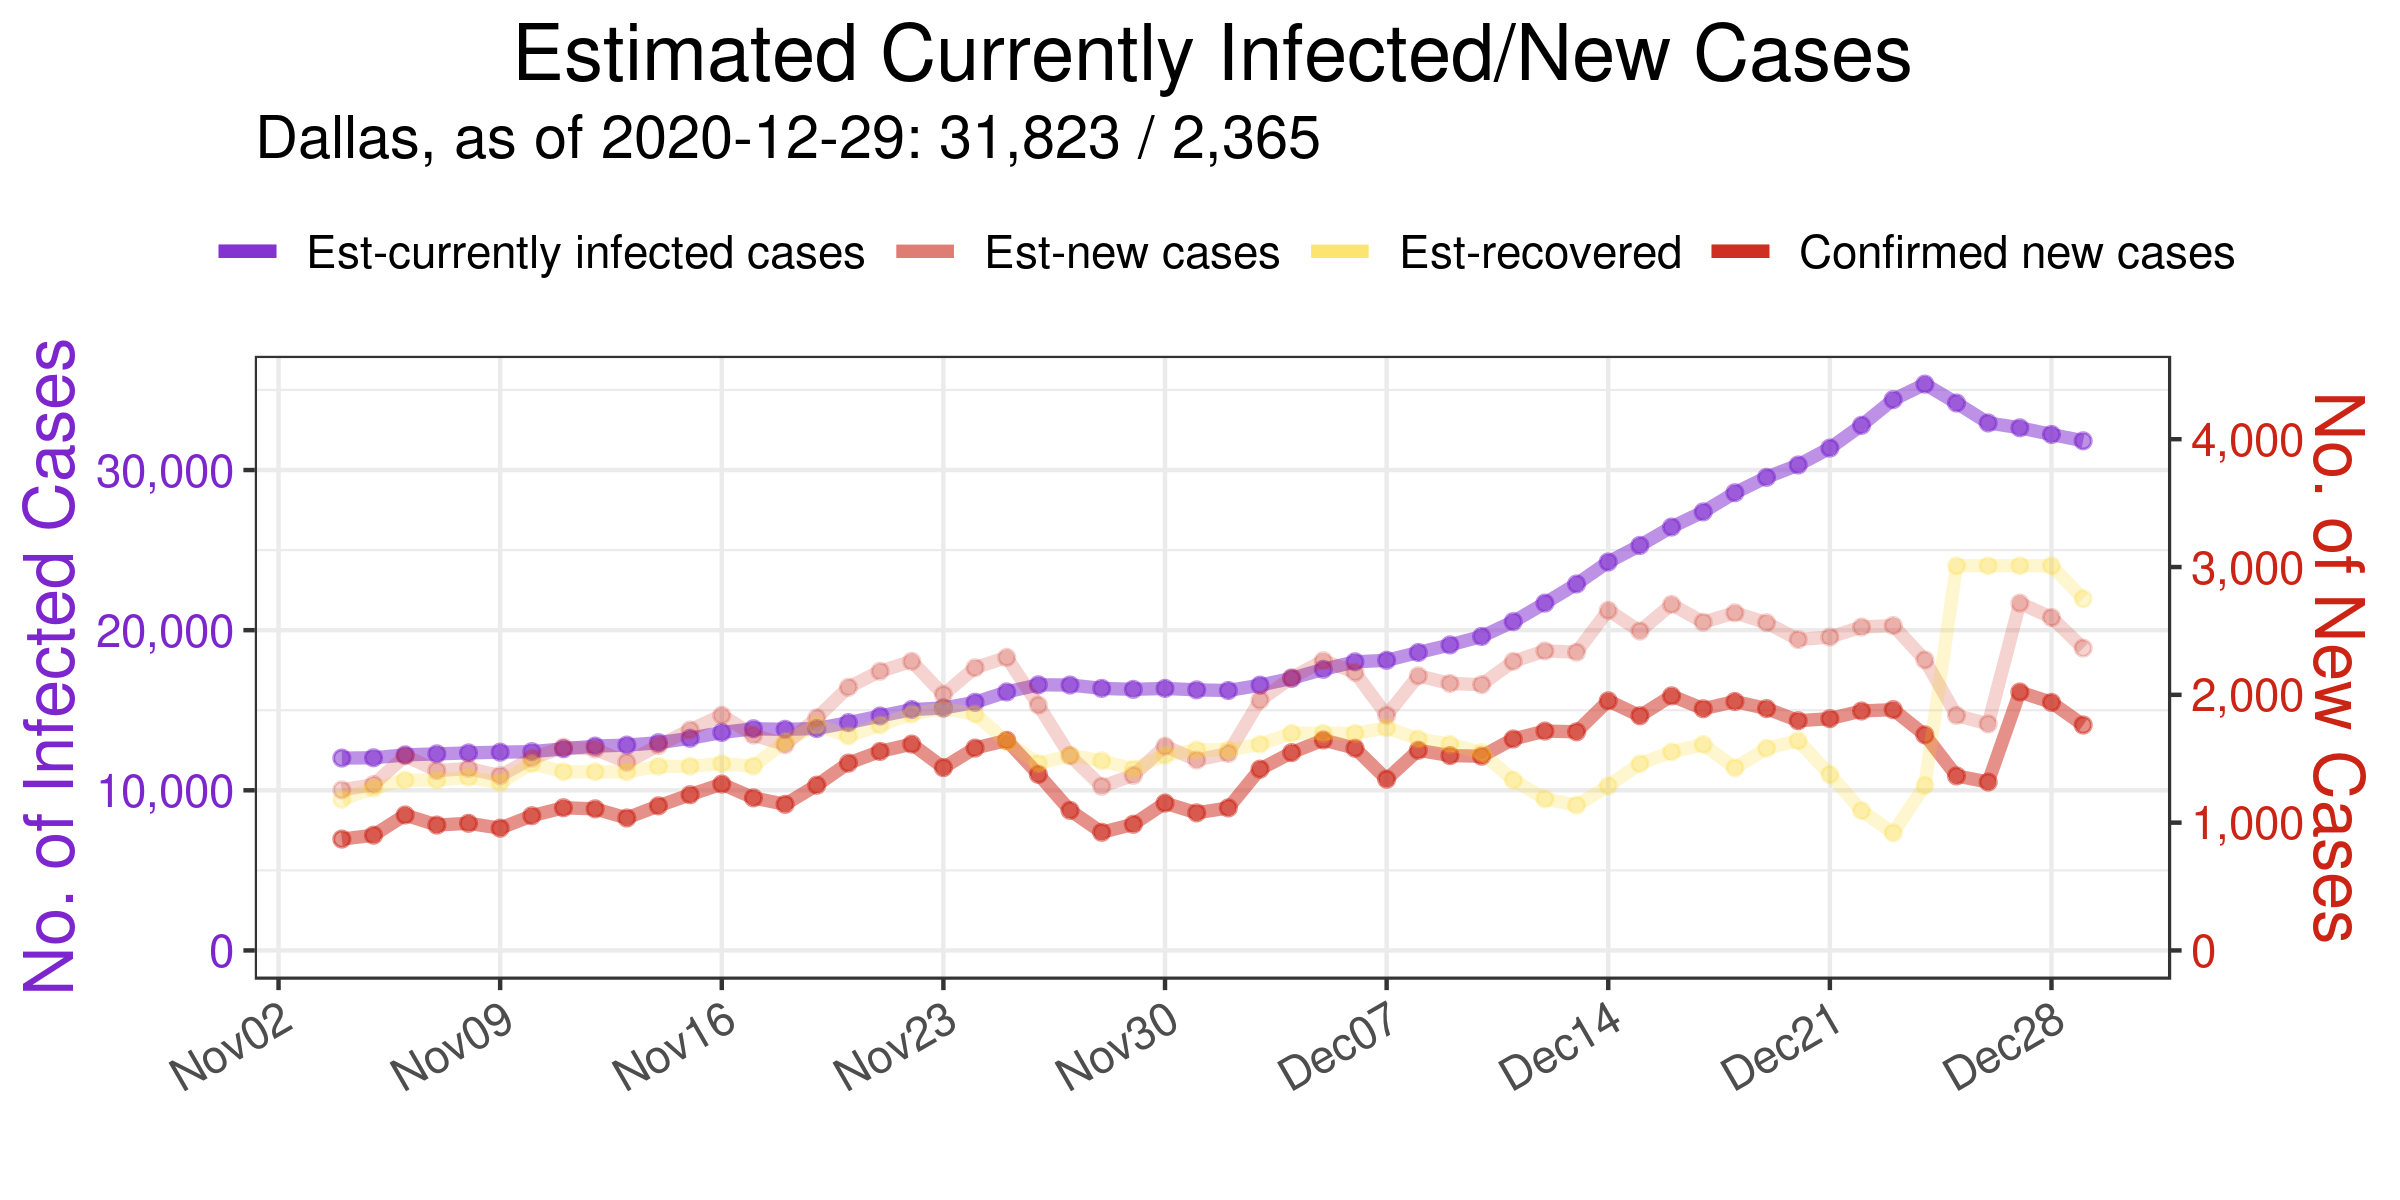 Estimated Currently Infected/New Cases
Dallas, as of 2020-12-29: 31,823 / 2,365
Est-currently infected cases Est-new cases Est-recovered Confirmed new cases
No. of Infected Cases
30,000
20,000
10,000
0
4,000
3,000
2,000
1,000
0
No. of New Cases
Nov02 Nov09 Nov16 Nov23 Nov30 Dec07 Dec14 Dec21 Dec28